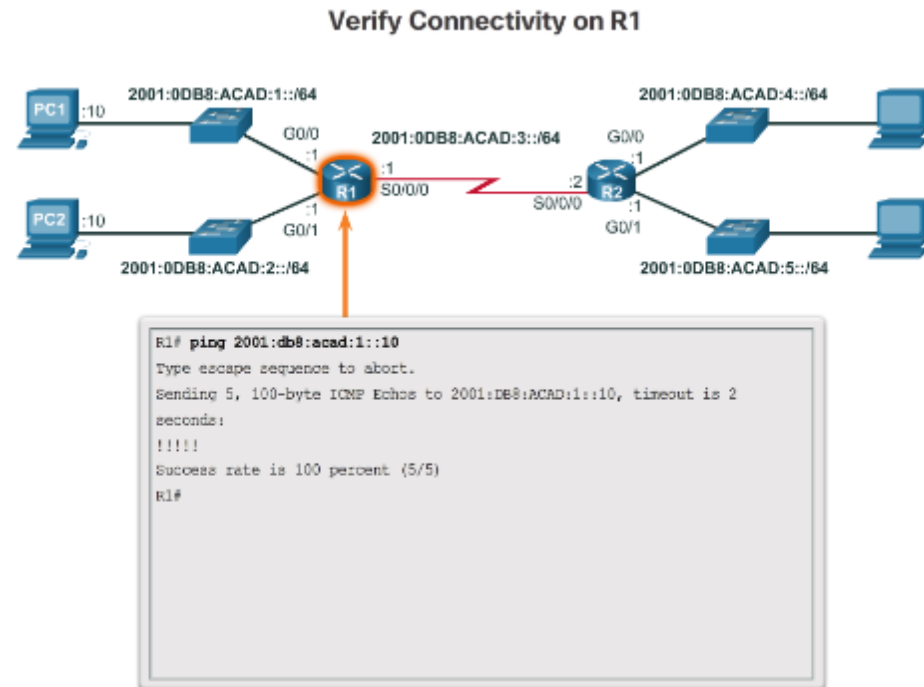 Verify Connectivity on R1
2001:0DB8:ACAD:1::/64
2001:0DB8:ACAD:4::/64
PC1
:10
G0/0
:1
2001:0DB8:ACAD:3::/64
G0/0
:1
R1
:1
S0/0/0
:2
S0/0/0
R2
PC2
:10
:1
G0/1
:1
G0/1
2001:0DB8:ACAD:2::/64
2001:0DB8:ACAD:5::/64
R1# ping 2001:db8:acad:1::10
Type escape sequence to abort.
Sending 5, 100-byte ICMP Echos to 2001:DB8:ACAD:1::10, timeout is 2
seconds:
!!!!!
Success rate is 100 percent (5/5)
R1#